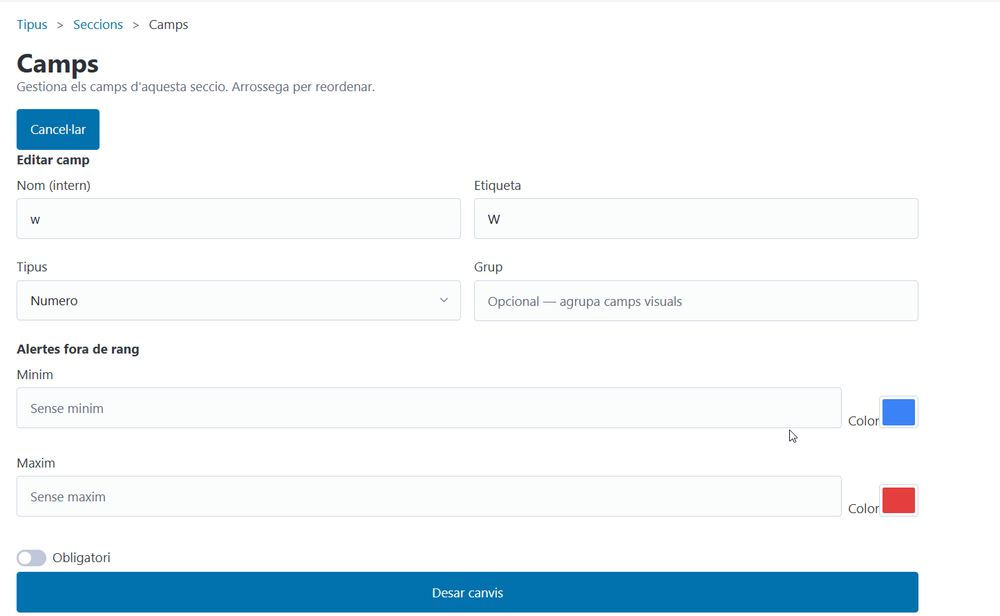 Tipus > Seccions > Camps
Camps
Gestiona els camps d'aquesta seccio. Arrossega per reordenar.
Cancel·lar
Editar camp
Nom (intern)
w
Etiqueta
W
Tipus
Numero
Grup
Opcional — agrupa camps visuals
Alertes fora de rang
Minim
Sense minim
Color
Maxim
Sense maxim
Color
Obligatori
Desar canvis